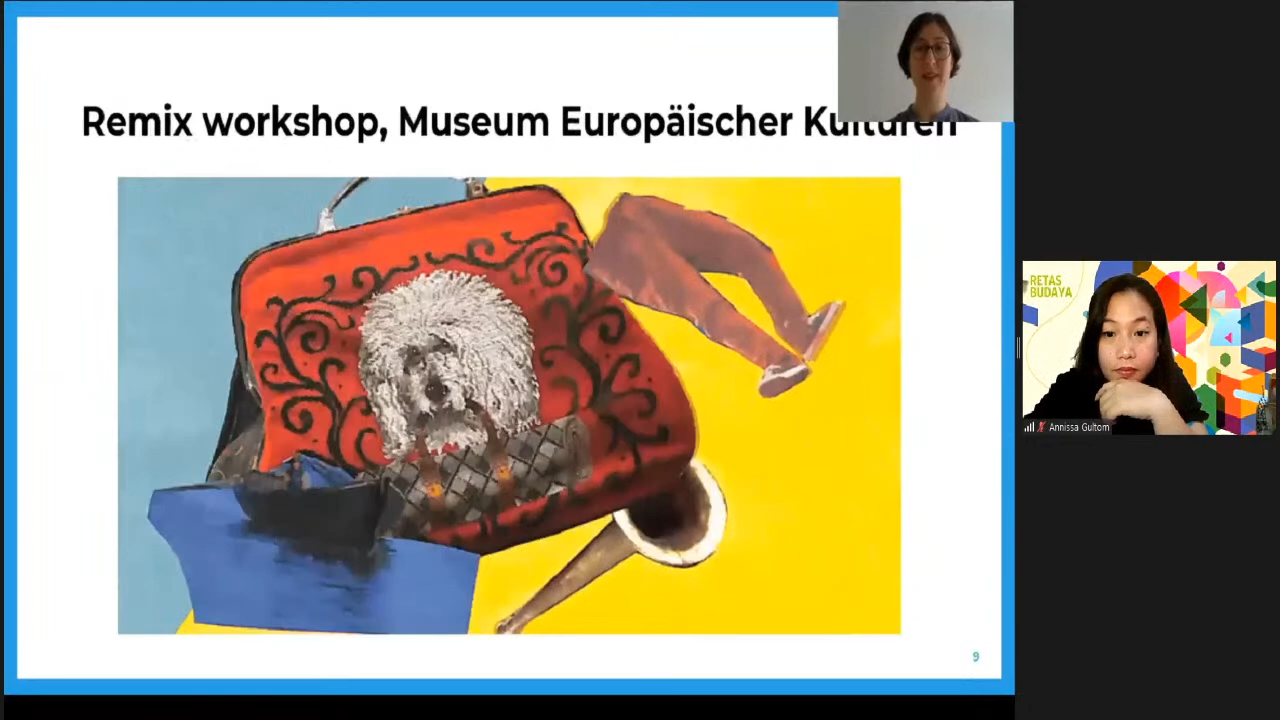 Remix workshop, Museum Europäischer Kulturen
9
RETAS
BUDAYA
Annissa Gultom